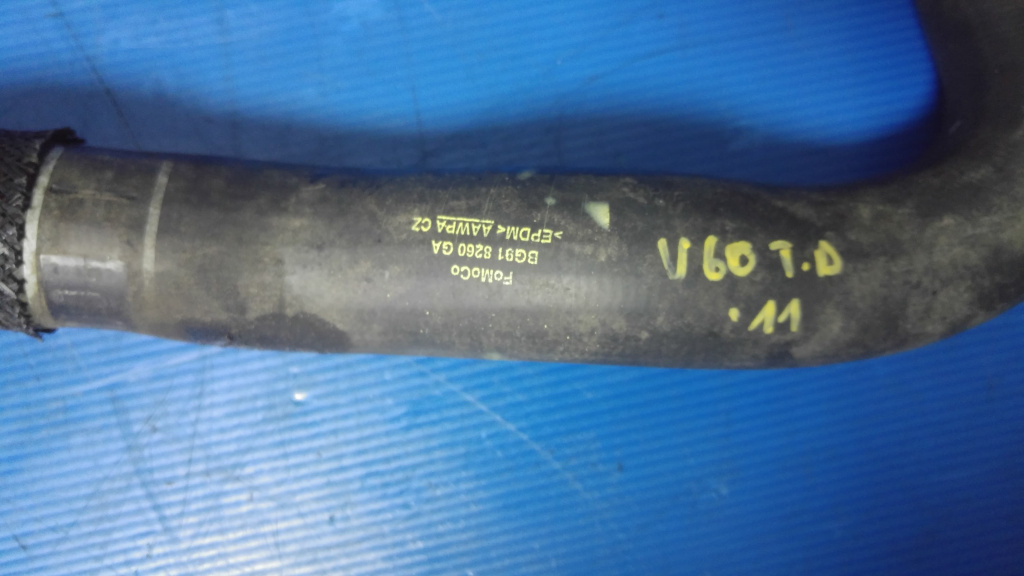 FoMoCo
BG91 8260 GA
>EPDM< AAWPA CZ
V60 T.D
.11